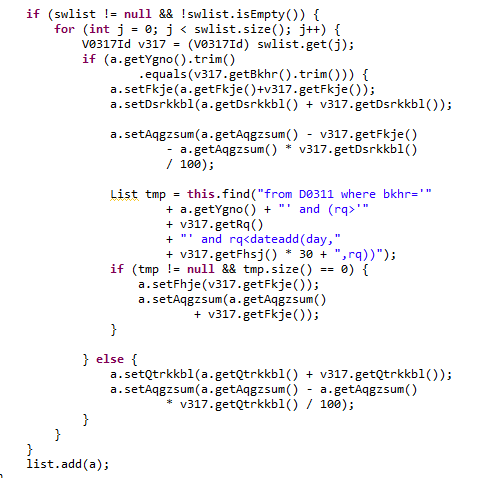 if (swlist != null && !swlist.isEmpty()) {
for (int j = 0; j < swlist.size(); j++) {
V0317Id v317 = (V0317Id) swlist.get(j);
if (a.getYgno().trim()
.equals(v317.getBkhr().trim())) {
a.setFkje(a.getFkje()+v317.getFkje());
a.setDsrkkbl(a.getDsrkkbl() + v317.getDsrkkbl());
a.setAqgzsum(a.getAqgzsum() - v317.getFkje()
- a.getAqgzsum() * v317.getDsrkkbl()
/ 100);
List tmp = this.find("from D0311 where bkhr='"
+ a.getYgno() + "' and (rq>'"
+ v317.getRq()
+ "' and rq<dateadd(day,"
+ v317.getFhsj() * 30 + ",rq))");
if (tmp != null && tmp.size() == 0) {
a.setFhje(v317.getFkje());
a.setAqgzsum(a.getAqgzsum()
+ v317.getFkje());
}
} else {
a.setQtrkkbl(a.getQtrkkbl() + v317.getQtrkkbl());
a.setAqgzsum(a.getAqgzsum() - a.getAqgzsum()
* v317.getQtrkkbl() / 100);
}
}
}
list.add(a);